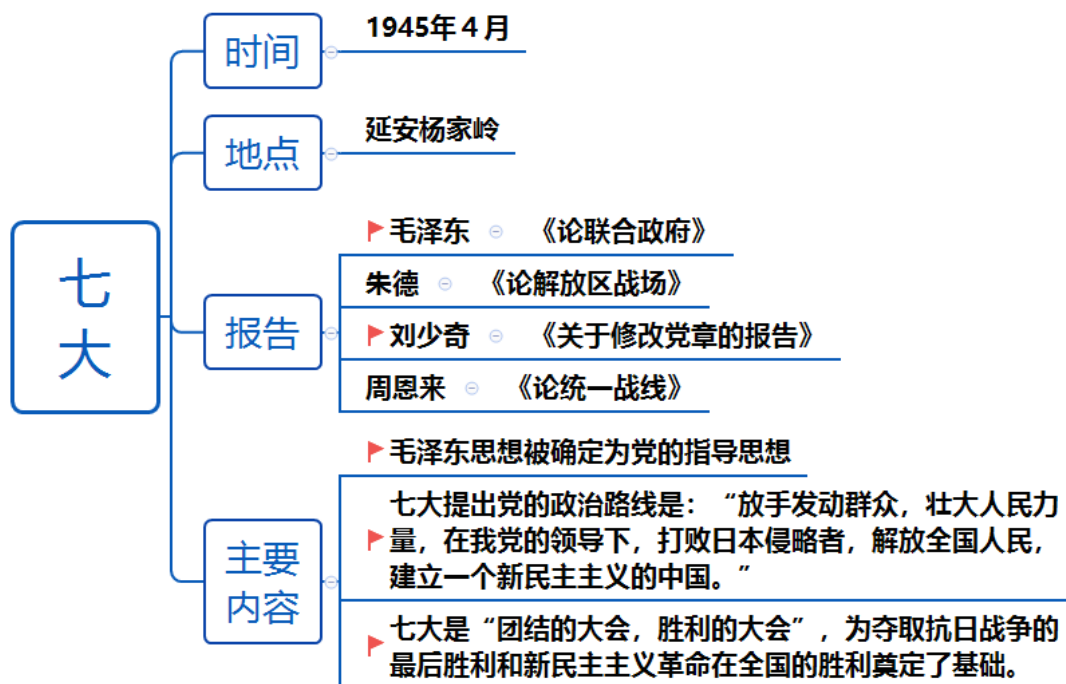 七
大
时间
1945年4月
地点
延安杨家岭
报告
毛泽东 《论联合政府》
朱德 《论解放区战场》
刘少奇 《关于修改党章的报告》
周恩来 《论统一战线》
主要
内容
毛泽东思想被确定为党的指导思想
七大提出党的政治路线是：“放手发动群众，壮大人民力
量，在我党的领导下，打败日本侵略者，解放全国人民，
建立一个新民主主义的中国。”
七大是“团结的大会，胜利的大会”，为夺取抗日战争的
最后胜利和新民主主义革命在全国的胜利奠定了基础。